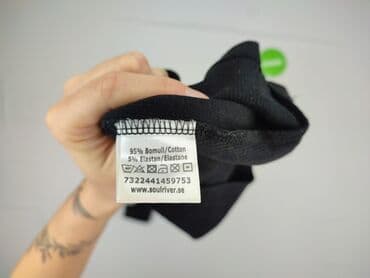 95% Bomull/Cotton
5% Elastan/Elastane
7322441459753
www.soulriver.se